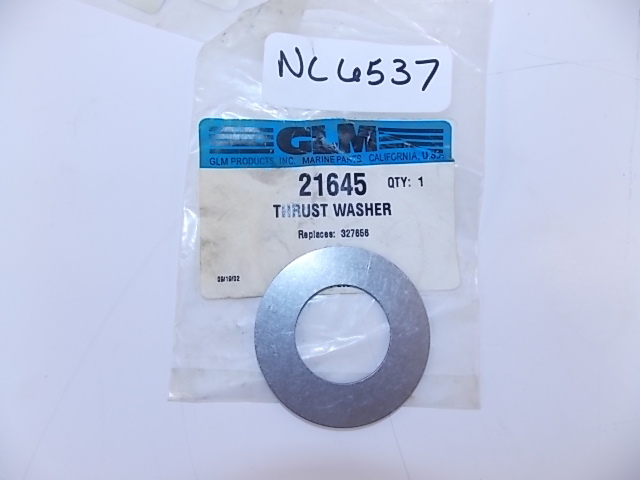 NC6537
GLM
GLM PRODUCTS, INC. MARINE PARTS CALIFORNIA, U.S.A.
21645 QTY: 1
THRUST WASHER
Replaces: 327656
09/19/02